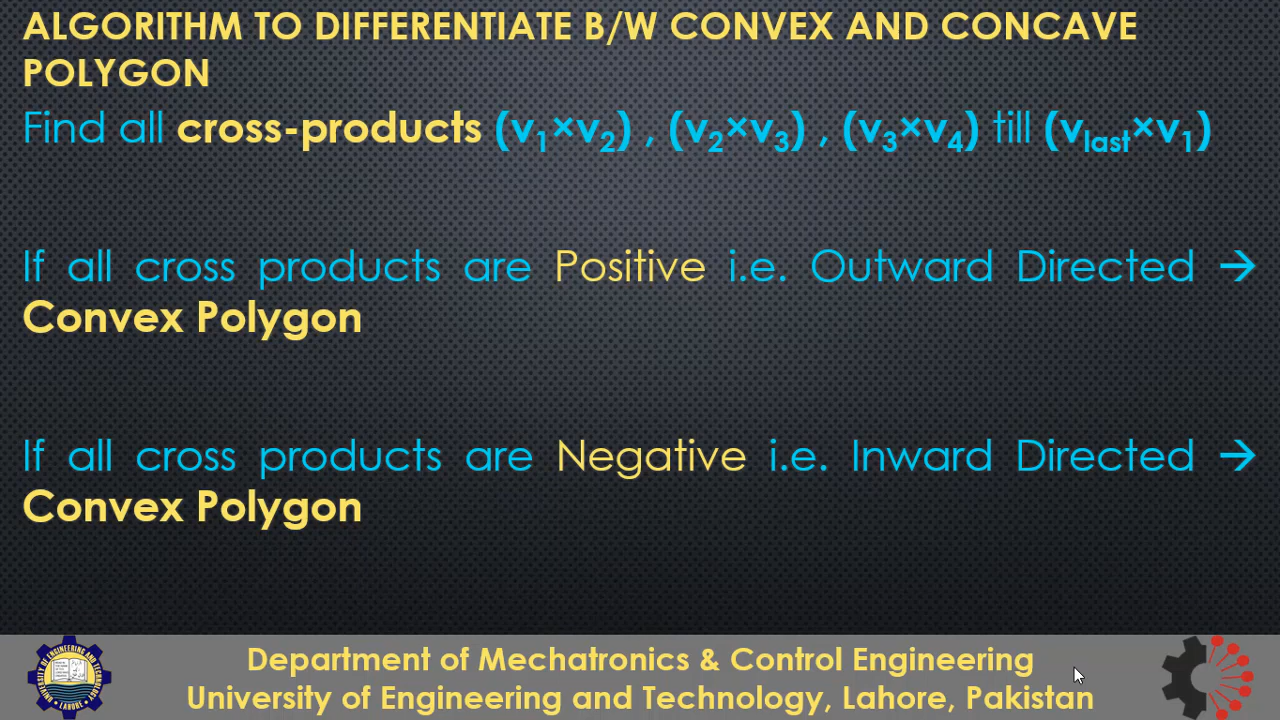 ALGORITHM TO DIFFERENTIATE B/W CONVEX AND CONCAVE
POLYGON
Find all cross-products (v₁×v₂) , (v₂×v₃) , (v₃×v₄) till (v_last×v₁)
If all cross products are Positive i.e. Outward Directed →
Convex Polygon
If all cross products are Negative i.e. Inward Directed →
Convex Polygon
Department of Mechatronics & Control Engineering
University of Engineering and Technology, Lahore, Pakistan